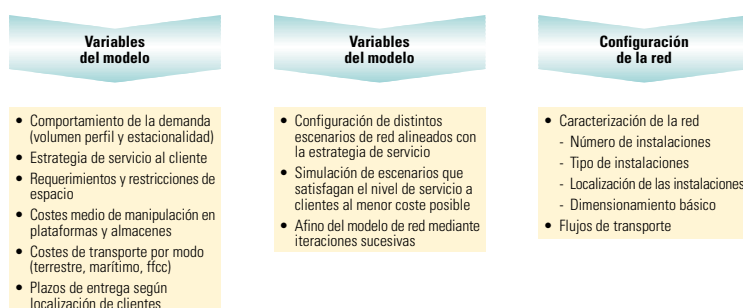 Variables
del modelo
• Comportamiento de la demanda
(volumen perfil y estacionalidad)
• Estrategia de servicio al cliente
• Requerimientos y restricciones de
espacio
• Costes medio de manipulación en
plataformas y almacenes
• Costes de transporte por modo
(terrestre, marítimo, ffcc)
• Plazos de entrega según
localización de clientes
Variables
del modelo
• Configuración de distintos
escenarios de red alineados con
la estrategia de servicio
• Simulación de escenarios que
satisfagan el nivel de servicio a
clientes al menor coste posible
• Afino del modelo de red mediante
iteraciones sucesivas
Configuración
de la red
• Caracterización de la red
- Número de instalaciones
- Tipo de instalaciones
- Localización de las instalaciones
- Dimensionamiento básico
• Flujos de transporte